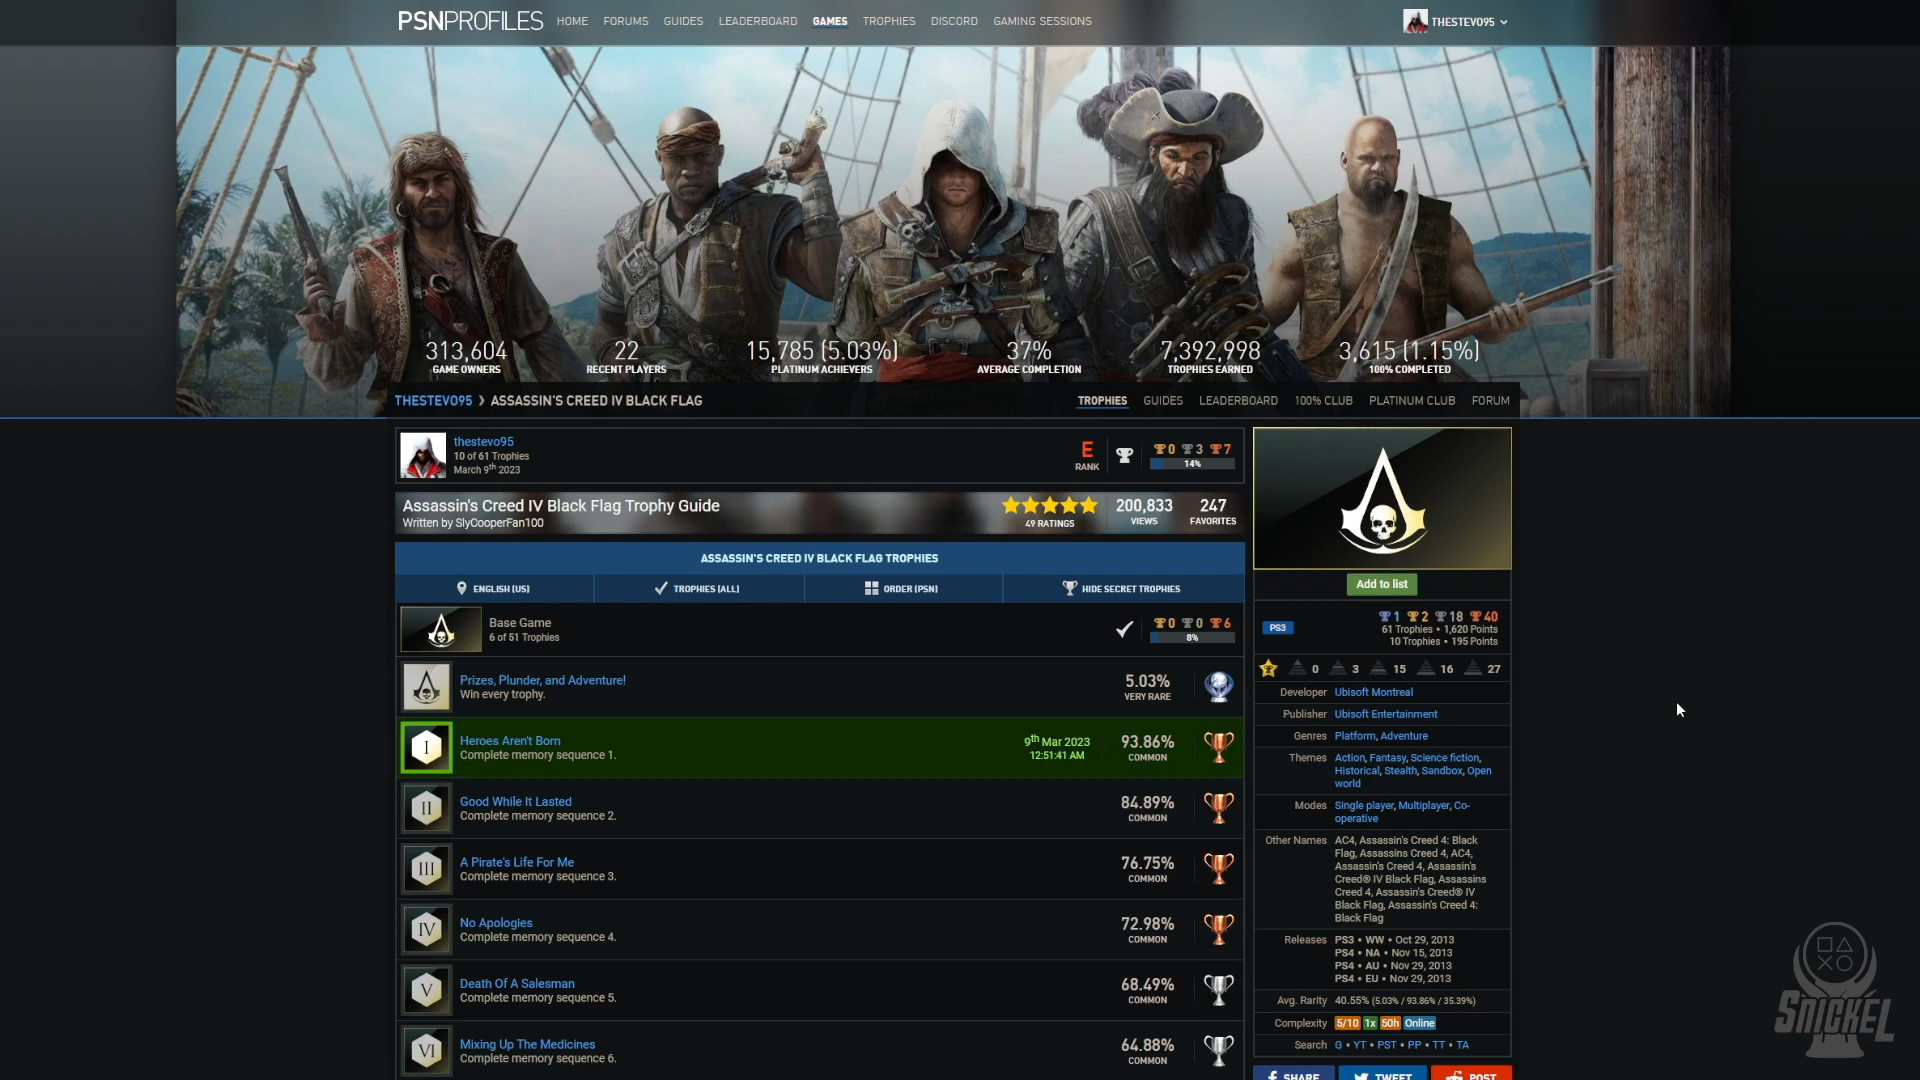 PSNPROFILES HOME FORUMS GUIDES LEADERBOARD GAMES TROPHIES DISCORD GAMING SESSIONS THESTEVO95
313,604 22 15,785 (5.03%) 37% 7,392,998 3,615 (1.15%)
GAME OWNERS RECENT PLAYERS PLATINUM ACHIEVERS AVERAGE COMPLETION TROPHIES EARNED 100% COMPLETED
THESTEVO95 ASSASSIN'S CREED IV BLACK FLAG TROPHIES GUIDES LEADERBOARD 100% CLUB PLATINUM CLUB FORUM
thestevo95
10 of 61 Trophies
March 9th 2023
E
RANK
0 3 7
14%
Assassin's Creed IV Black Flag Trophy Guide
Written by SlyCooperFan100
49 RATINGS
200,833
VIEWS
247
FAVORITES
ASSASSIN'S CREED IV BLACK FLAG TROPHIES
ENGLISH (US) TROPHIES (ALL) ORDER (PSN) HIDE SECRET TROPHIES
Base Game
6 of 51 Trophies
0 0 6
8%
Prizes, Plunder, and Adventure!
Win every trophy.
5.03%
VERY RARE
I
Heroes Aren't Born
Complete memory sequence 1.
9th Mar 2023
12:51:41 AM
93.86%
COMMON
II
Good While It Lasted
Complete memory sequence 2.
84.89%
COMMON
III
A Pirate's Life For Me
Complete memory sequence 3.
76.75%
COMMON
IV
No Apologies
Complete memory sequence 4.
72.98%
COMMON
V
Death Of A Salesman
Complete memory sequence 5.
68.49%
COMMON
VI
Mixing Up The Medicines
Complete memory sequence 6.
64.88%
COMMON
Add to list
PS3
1 2 18 40
61 Trophies • 1,620 Points
10 Trophies • 195 Points
0 3 15 16 27
Developer Ubisoft Montreal
Publisher Ubisoft Entertainment
Genres Platform, Adventure
Themes Action, Fantasy, Science fiction,
Historical, Stealth, Sandbox, Open
world
Modes Single player, Multiplayer, Co-
operative
Other Names AC4, Assassin's Creed 4: Black
Flag, Assassins Creed 4, AC4,
Assassin's Creed 4, Assassin's
Creed® IV Black Flag, Assassins
Creed 4, Assassin's Creed® IV
Black Flag, Assassin's Creed 4:
Black Flag
Releases PS3 • WW • Oct 29, 2013
PS4 • NA • Nov 15, 2013
PS4 • AU • Nov 29, 2013
PS4 • EU • Nov 29, 2013
Avg. Rarity 40.55% (5.03% / 93.86% / 35.39%)
Complexity 5/10 1x 50h Online
Search G • YT • PST • PP • TT • TA
SHARE TWEET POST
SNICKEL